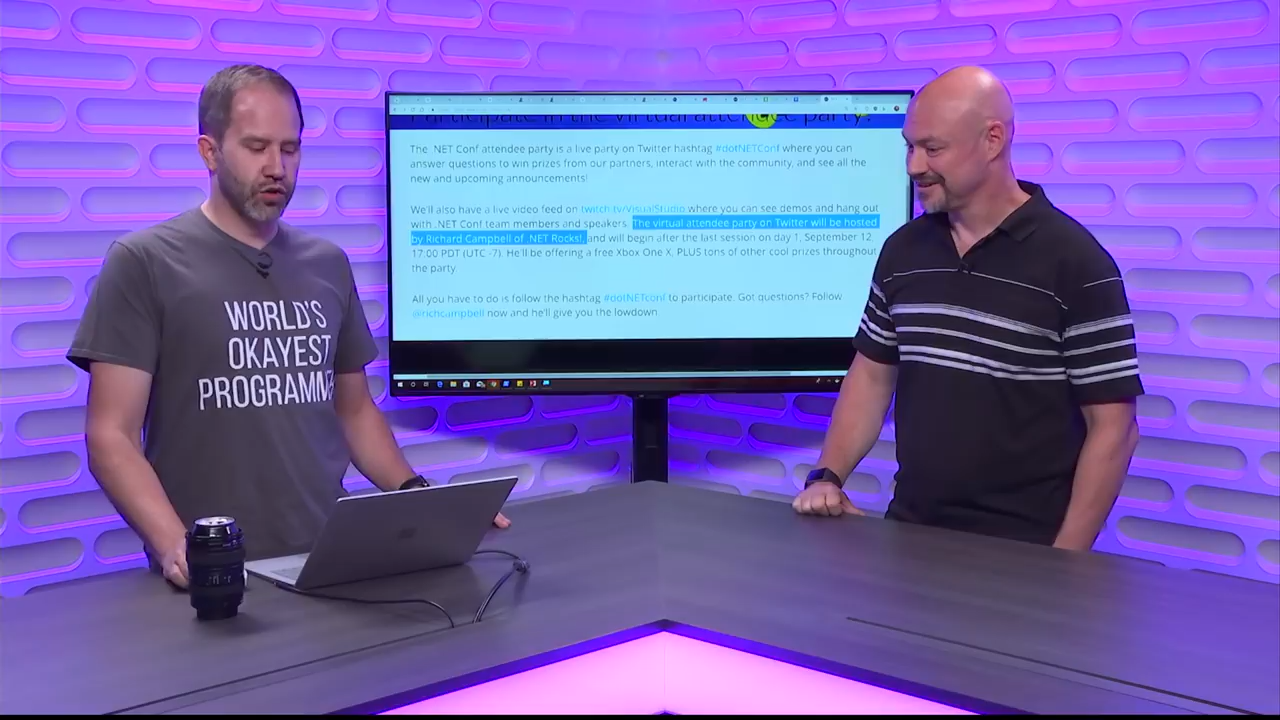 Participate in the virtual attendee party!
The .NET Conf attendee party is a live party on Twitter hashtag #dotNETConf where you can
answer questions to win prizes from our partners, interact with the community, and see all the
new and upcoming announcements!
We'll also have a live video feed on twitch.tv/VisualStudio where you can see demos and hang out
with .NET Conf team members and speakers. The virtual attendee party on Twitter will be hosted
by Richard Campbell of .NET Rocks!, and will begin after the last session on day 1, September 12,
17:00 PDT (UTC -7). He'll be offering a free Xbox One X, PLUS tons of other cool prizes throughout
the party.
All you have to do is follow the hashtag #dotNETconf to participate. Got questions? Follow
@richcampbell now and he'll give you the lowdown.
WORLD'S
OKAYEST
PROGRAMME